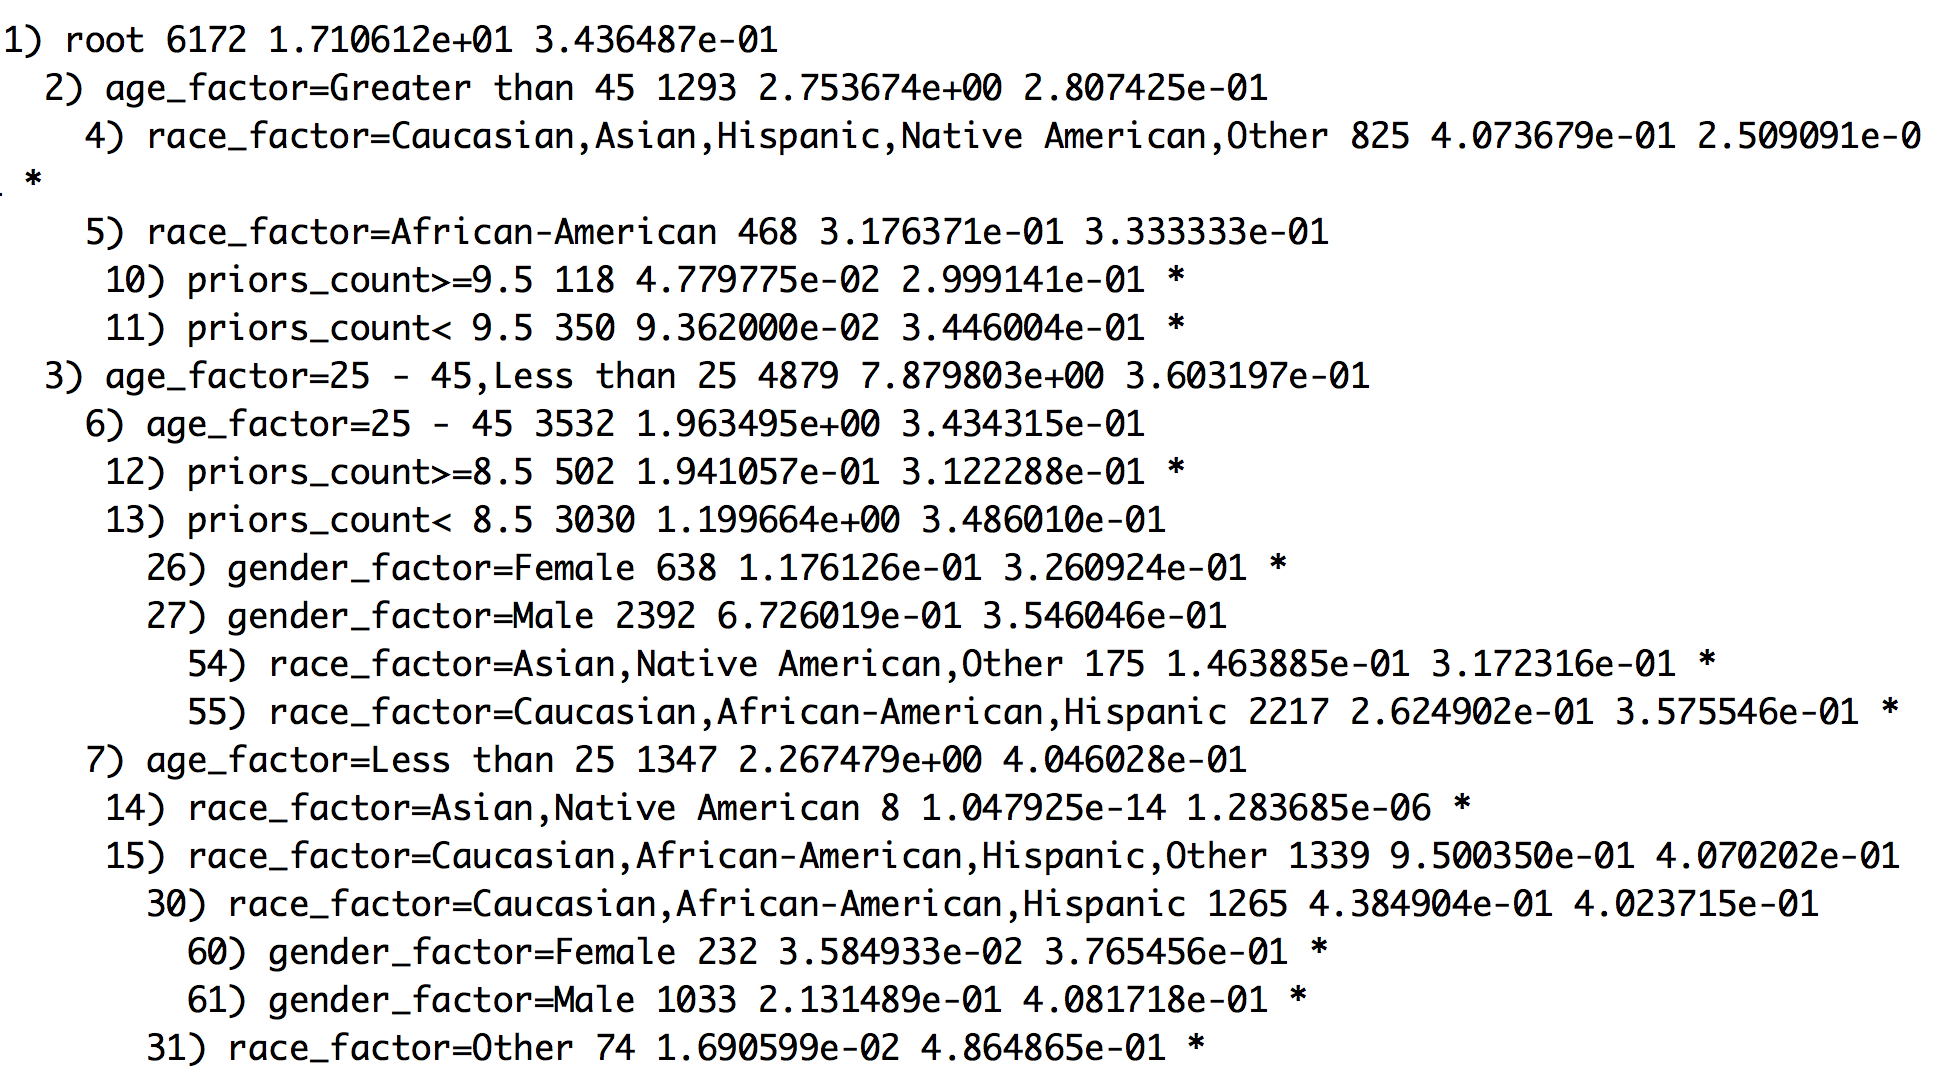 1) root 6172 1.710612e+01 3.436487e-01
2) age_factor=Greater than 45 1293 2.753674e+00 2.807425e-01
4) race_factor=Caucasian,Asian,Hispanic,Native American,Other 825 4.073679e-01 2.509091e-0
*
5) race_factor=African-American 468 3.176371e-01 3.333333e-01
10) priors_count>=9.5 118 4.779775e-02 2.999141e-01 *
11) priors_count< 9.5 350 9.362000e-02 3.446004e-01 *
3) age_factor=25 - 45,Less than 25 4879 7.879803e+00 3.603197e-01
6) age_factor=25 - 45 3532 1.963495e+00 3.434315e-01
12) priors_count>=8.5 502 1.941057e-01 3.122288e-01 *
13) priors_count< 8.5 3030 1.199664e+00 3.486010e-01
26) gender_factor=Female 638 1.176126e-01 3.260924e-01 *
27) gender_factor=Male 2392 6.726019e-01 3.546046e-01
54) race_factor=Asian,Native American,Other 175 1.463885e-01 3.172316e-01 *
55) race_factor=Caucasian,African-American,Hispanic 2217 2.624902e-01 3.575546e-01 *
7) age_factor=Less than 25 1347 2.267479e+00 4.046028e-01
14) race_factor=Asian,Native American 8 1.047925e-14 1.283685e-06 *
15) race_factor=Caucasian,African-American,Hispanic,Other 1339 9.500350e-01 4.070202e-01
30) race_factor=Caucasian,African-American,Hispanic 1265 4.384904e-01 4.023715e-01
60) gender_factor=Female 232 3.584933e-02 3.765456e-01 *
61) gender_factor=Male 1033 2.131489e-01 4.081718e-01 *
31) race_factor=Other 74 1.690599e-02 4.864865e-01 *